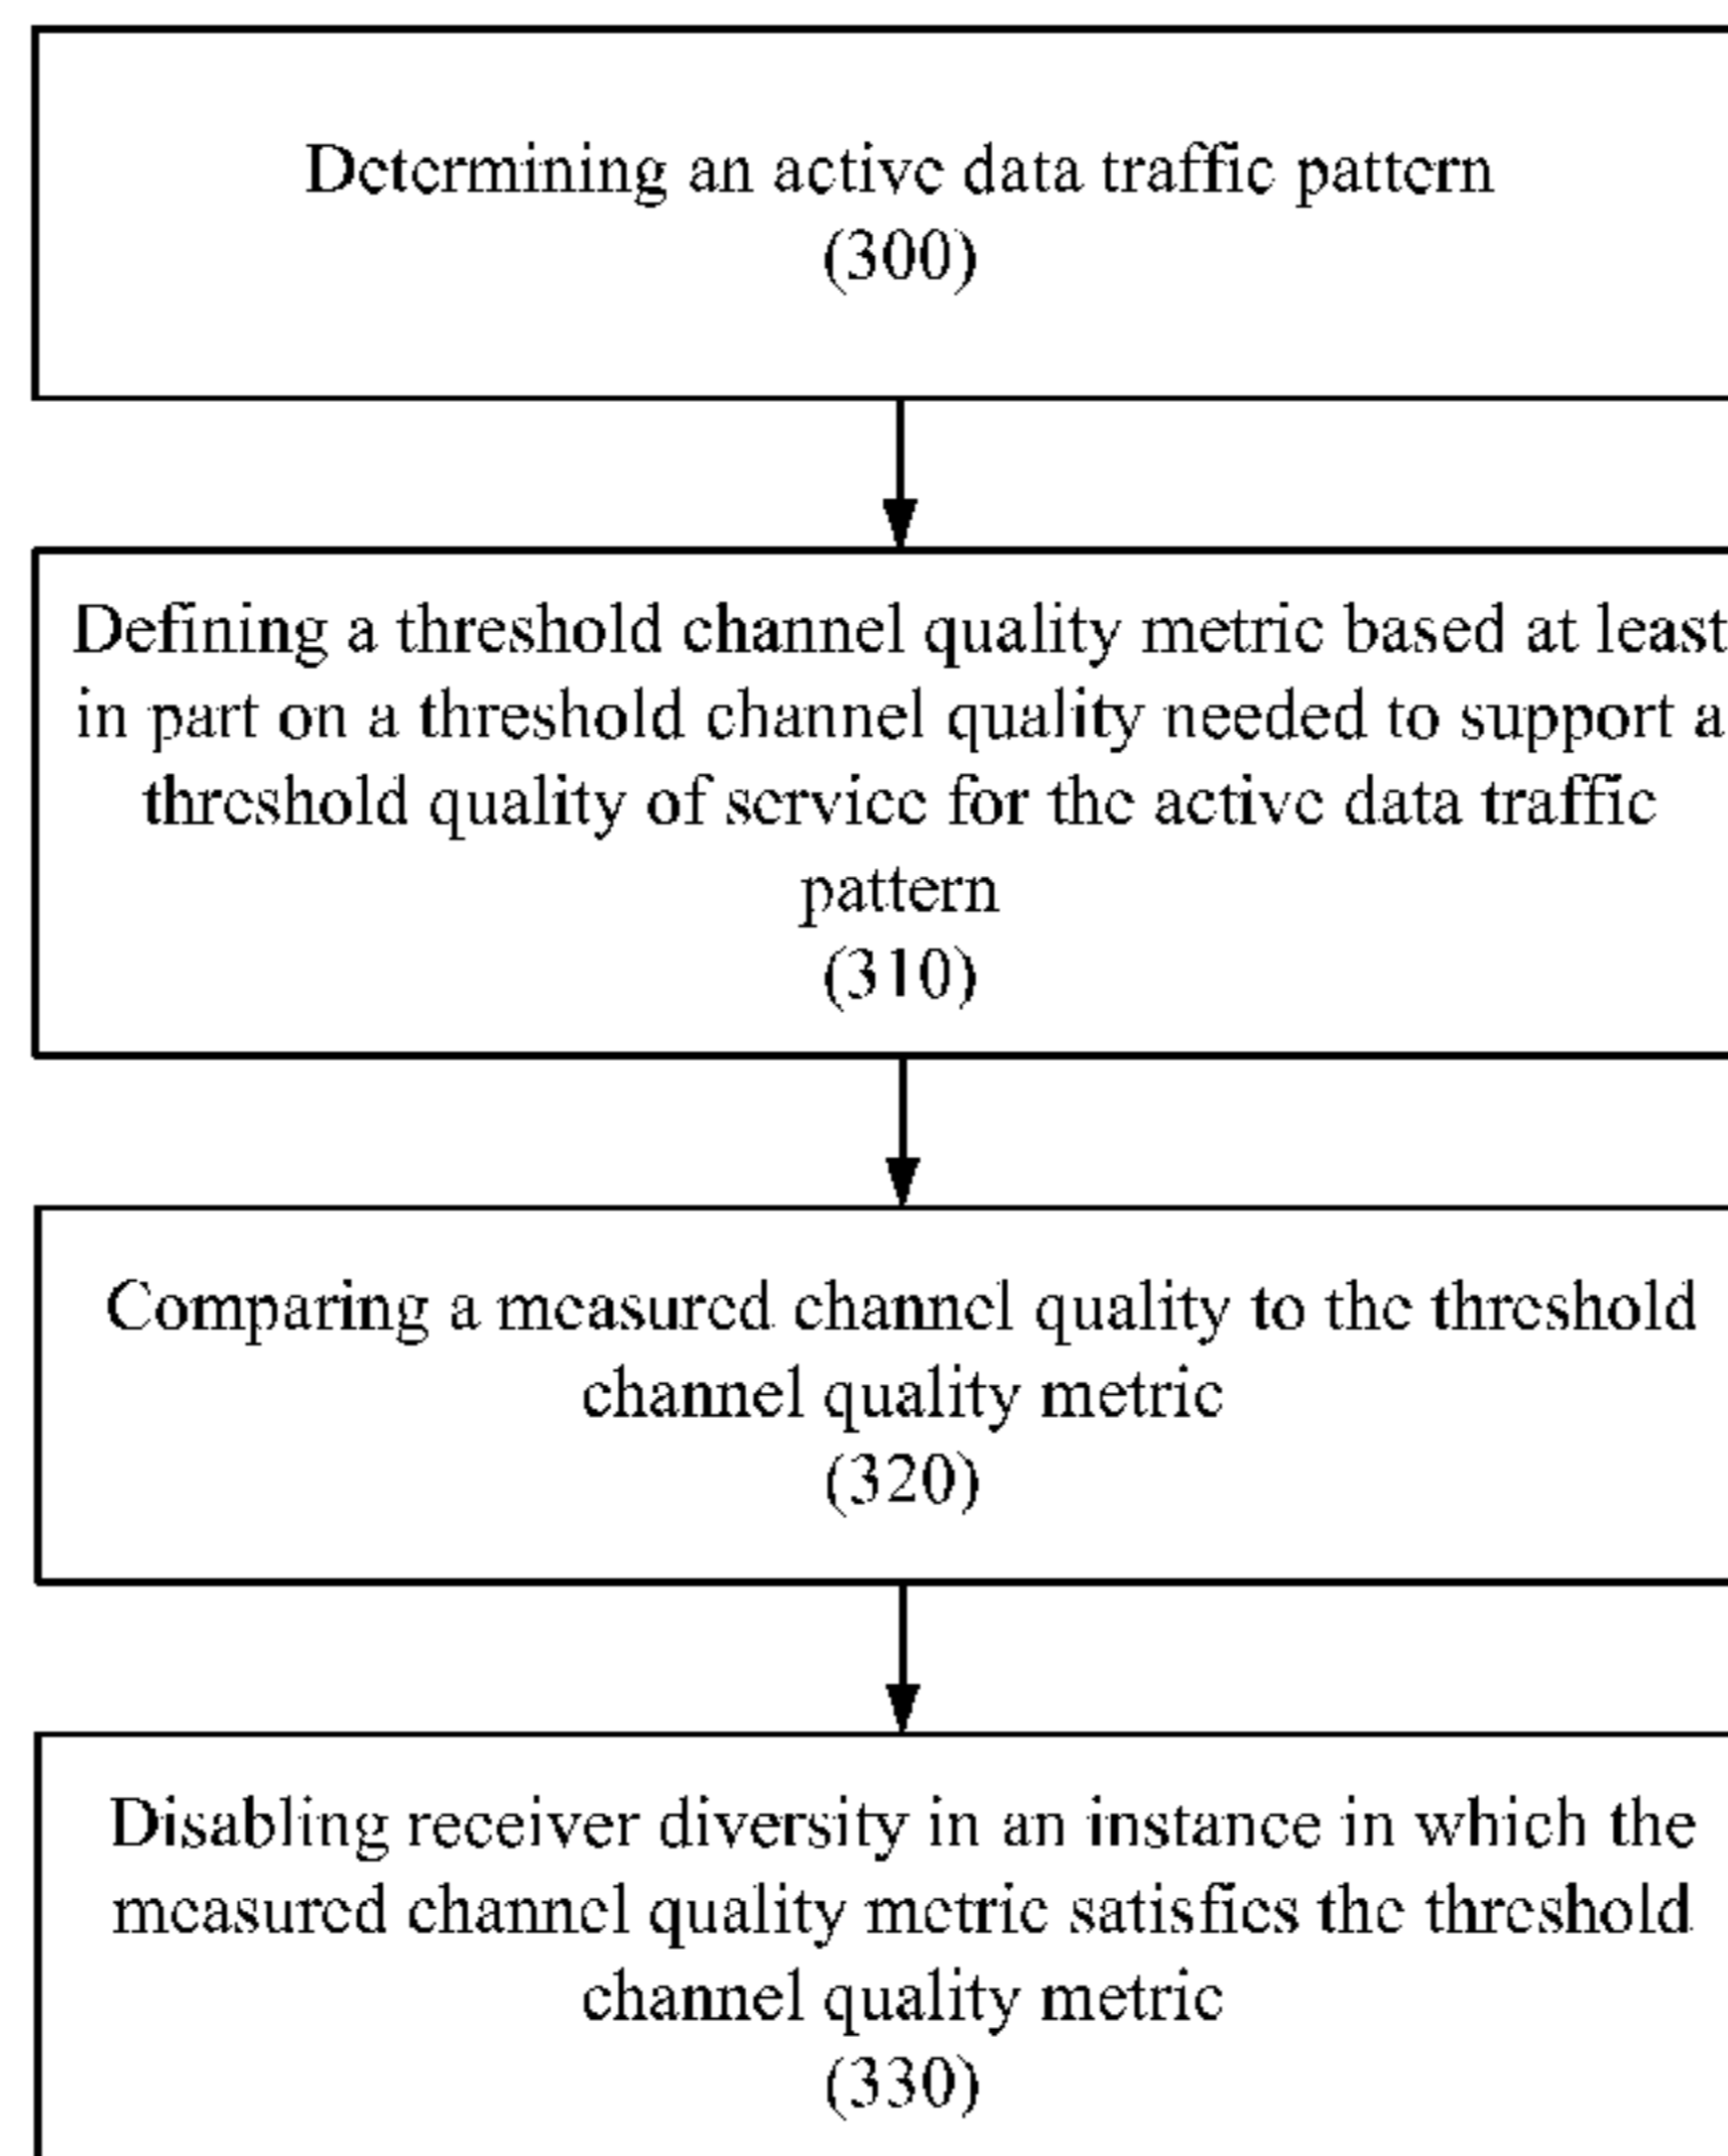 Determining an active data traffic pattern
(300)
Defining a threshold channel quality metric based at least
in part on a threshold channel quality needed to support a
threshold quality of service for the active data traffic
pattern
(310)
Comparing a measured channel quality to the threshold
channel quality metric
(320)
Disabling receiver diversity in an instance in which the
measured channel quality metric satisfies the threshold
channel quality metric
(330)